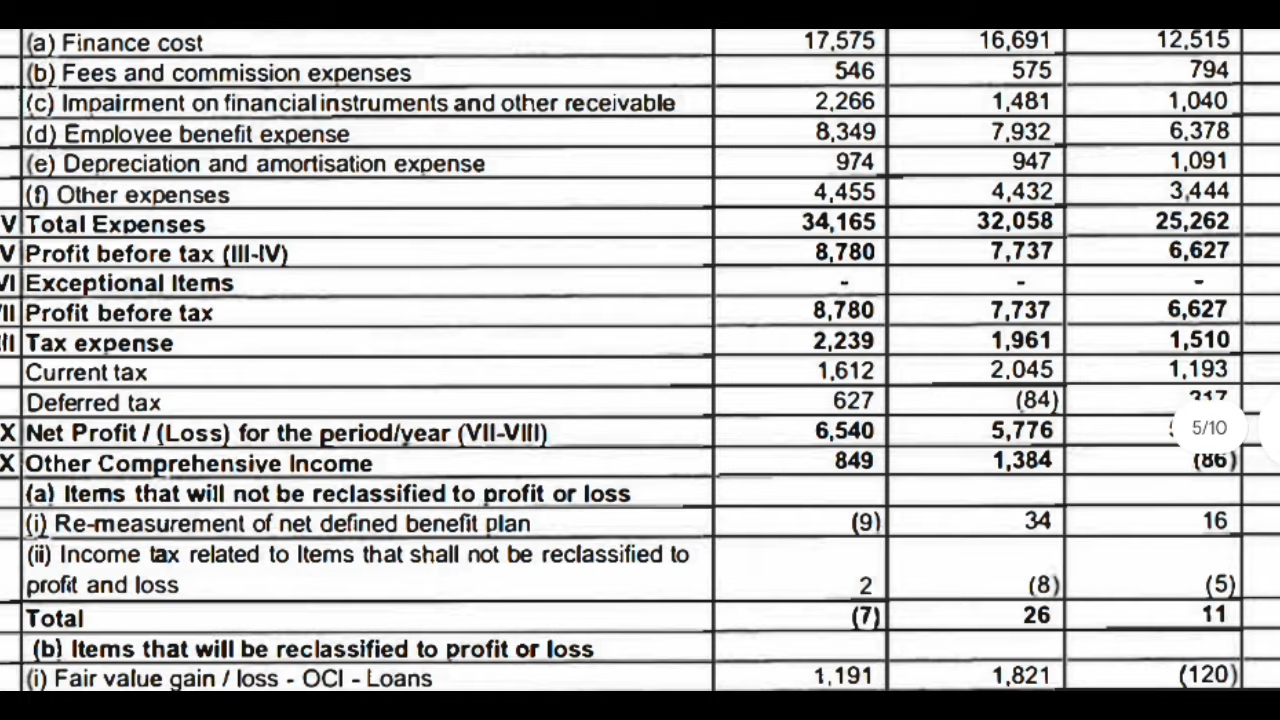 (a) Finance cost 17,575 16,691 12,515
(b) Fees and commission expenses 546 575 794
(c) Impairment on financial instruments and other receivable 2,266 1,481 1,040
(d) Employee benefit expense 8,349 7,932 6,378
(e) Depreciation and amortisation expense 974 947 1,091
(f) Other expenses 4,455 4,432 3,444
V Total Expenses 34,165 32,058 25,262
V Profit before tax (III-IV) 8,780 7,737 6,627
VI Exceptional Items - - -
II Profit before tax 8,780 7,737 6,627
II Tax expense 2,239 1,961 1,510
Current tax 1,612 2,045 1,193
Deferred tax 627 (84) 317
X Net Profit / (Loss) for the period/year (VII-VIII) 6,540 5,776
5/10
X Other Comprehensive Income 849 1,384 (86)
(a) Items that will not be reclassified to profit or loss
(i) Re-measurement of net defined benefit plan (9) 34 16
(ii) Income tax related to Items that shall not be reclassified to
profit and loss 2 (8) (5)
Total (7) 26 11
(b) Items that will be reclassified to profit or loss
(i) Fair value gain / loss - OCI - Loans 1,191 1,821 (120)